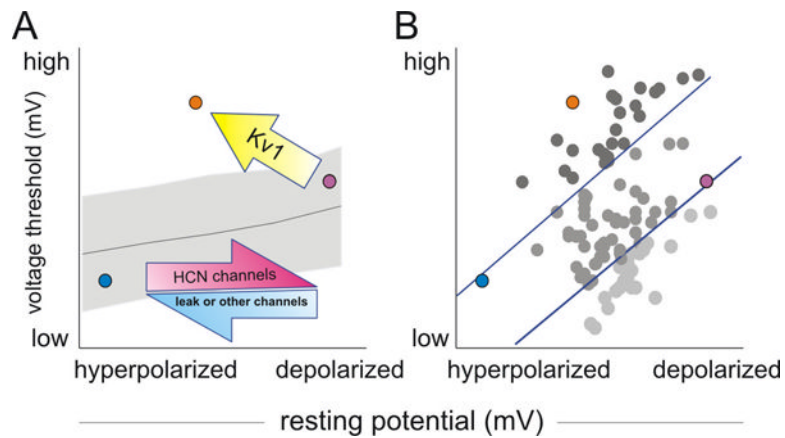 A
B
high
high
voltage threshold (mV)
Kv1
HCN channels
leak or other channels
low
low
hyperpolarized
depolarized
hyperpolarized
depolarized
resting potential (mV)